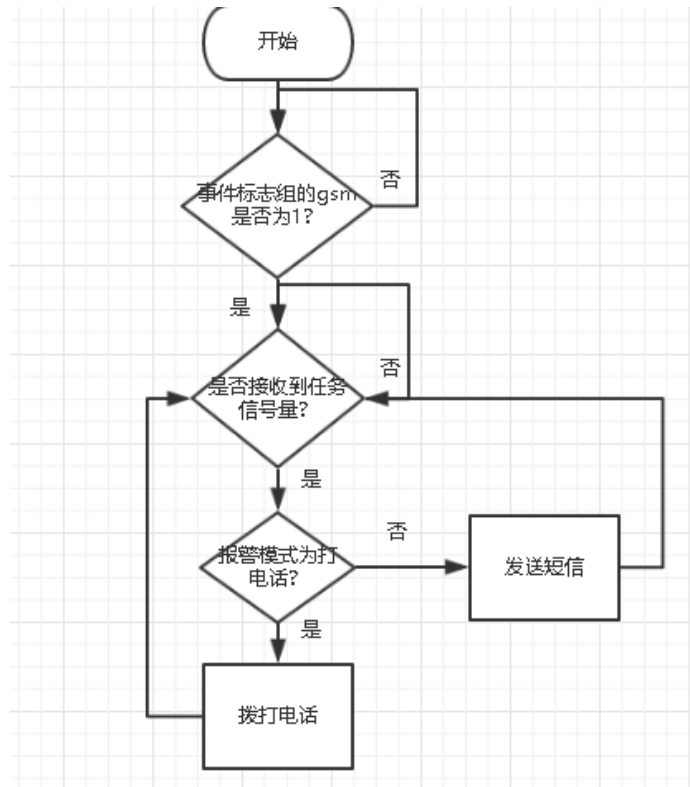 开始
否
事件标志组的gsm
是否为1？
是
否
是否接收到任务
信号量？
是
否
报警模式为打
电话？
发送短信
是
拨打电话